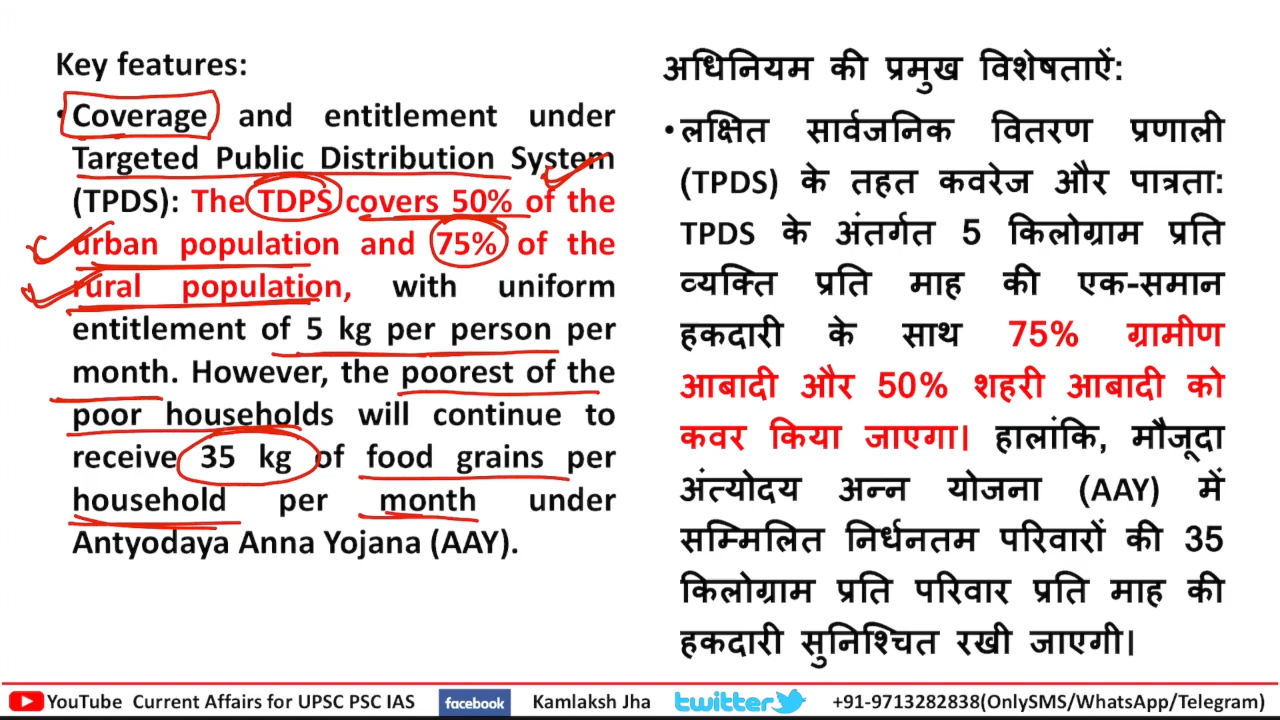 Key features:
• Coverage and entitlement under
Targeted Public Distribution System
(TPDS): The TDPS covers 50% of the
urban population and 75% of the
rural population, with uniform
entitlement of 5 kg per person per
month. However, the poorest of the
poor households will continue to
receive 35 kg of food grains per
household per month under
Antyodaya Anna Yojana (AAY).
अधिनियम की प्रमुख विशेषताऐं:
• लक्षित सार्वजनिक वितरण प्रणाली
(TPDS) के तहत कवरेज और पात्रता:
TPDS के अंतर्गत 5 किलोग्राम प्रति
व्यक्ति प्रति माह की एक-समान
हकदारी के साथ 75% ग्रामीण
आबादी और 50% शहरी आबादी को
कवर किया जाएगा। हालांकि, मौजूदा
अंत्योदय अन्न योजना (AAY) में
सम्मिलित निर्धनतम परिवारों की 35
किलोग्राम प्रति परिवार प्रति माह की
हकदारी सुनिश्चित रखी जाएगी।
YouTube Current Affairs for UPSC PSC IAS facebook Kamlaksh Jha twitter +91-9713282838(OnlySMS/WhatsApp/Telegram)